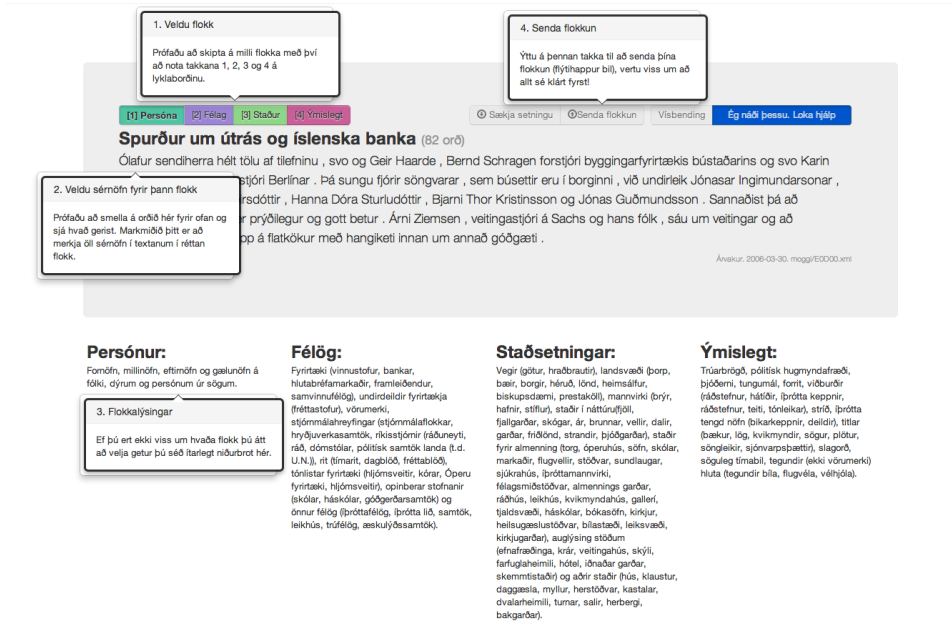 1. Veldu flokk
Prófaðu að skipta á milli flokka með því
að nota takkana 1, 2, 3 og 4 á
lyklaborðinu.
4. Senda flokkun
Ýttu á þennan takka til að senda þína
flokkun (flýtihappur bil), vertu viss um að
allt sé klárt fyrst!
[1] Persóna [2] Félag [3] Staður [4] Ýmislegt
Sækja setningu Senda flokkun Vísbending Ég náði þessu. Loka hjálp
Spurður um útrás og íslenska banka (82 orð)
Ólafur sendiherra hélt tölu af tilefninu , svo og Geir Haarde , Bernd Schragen forstjóri byggingarfyrirtækis bústaðarins og svo Karin
stjóri Berlínar . Þá sungu fjórir söngvarar , sem búsettir eru í borginni , við undirleik Jónasar Ingimundarsonar ,
rsdóttir , Hanna Dóra Sturludóttir , Bjarni Thor Kristinsson og Jónas Guðmundsson . Sannaðist þá að
r prýðilegur og gott betur . Árni Ziemsen , veitingastjóri á Sachs og hans fólk , sáu um veitingar og að
pp á flatkökur með hangiketi innan um annað góðgæti .
Árvakur. 2006-03-30. moggi/E0D00.xml
2. Veldu sérnöfn fyrir þann flokk
Prófaðu að smella á orðið hér fyrir ofan og
sjá hvað gerist. Markmiðið þitt er að
merkja öll sérnöfn í textanum í réttan
flokk.
Persónur:
Fornöfn, millinöfn, eftirnöfn og gælunöfn á
fólki, dýrum og persónum úr sögum.
3. Flokkalýsingar
Ef þú ert ekki viss um hvaða flokk þú átt
að velja getur þú séð ítarlegt niðurbrot hér.
Félög:
Fyrirtæki (vinnustofur, bankar,
hlutabréfamarkaðir, framleiðendur,
samvinnufélög), undirdeildir fyrirtækja
(fréttastofur), vörumerki,
stjórnmálahreyfingar (stjórnmálaflokkar,
hryðjuverkasamtök, ríkisstjórnir (ráðuneyti,
ráð, dómstólar, pólitísk samtök landa (t.d.
U.N.)), rit (tímarit, dagblöð, fréttablöð),
tónlistar fyrirtæki (hljómsveitir, kórar, Óperu
fyrirtæki, hljómsveitir), opinberar stofnanir
(skólar, háskólar, góðgerðarsamtök) og
önnur félög (íþróttafélög, íþrótta lið, samtök,
leikhús, trúfélög, æskulýðssamtök).
Staðsetningar:
Vegir (götur, hraðbrautir), landsvæði (þorp,
bæir, borgir, héruð, lönd, heimsálfur,
biskupsdæmi, prestaköll), mannvirki (brýr,
hafnir, stíflur), staðir í náttúru(fjöll,
fjallgarðar, skógar, ár, brunnar, vellir, dalir,
garðar, friðlönd, strandir, þjóðgarðar), staðir
fyrir almenning (torg, óperuhús, söfn, skólar,
markaðir, flugvellir, stöðvar, sundlaugar,
sjúkrahús, íþróttamannvirki,
félagsmiðstöðvar, almennings garðar,
ráðhús, leikhús, kvikmyndahús, gallerí,
tjaldsvæði, háskólar, bókasöfn, kirkjur,
heilsugæslustöðvar, bílastæði, leiksvæði,
kirkjugarðar), auglýsing stöðum
(efnafræðinga, krár, veitingahús, skýli,
farfuglaheimili, hótel, iðnaðar garðar,
skemmtistaðir) og aðrir staðir (hús, klaustur,
daggæsla, myllur, herstöðvar, kastalar,
dvalarheimili, turnar, salir, herbergi,
bakgarðar).
Ýmislegt:
Trúarbrögð, pólitísk hugmyndafræði,
þjóðerni, tungumál, forrit, viðburðir
(ráðstefnur, hátíðir, íþrótta keppnir,
ráðstefnur, teiti, tónleikar), stríð, íþrótta
tengd nöfn (bikarkeppnir, deildir), titlar
(bækur, lög, kvikmyndir, sögur, plötur,
söngleikir, sjónvarpsþættir), slagorð,
söguleg tímabil, tegundir (ekki vörumerki)
hluta (tegundir bíla, flugvéla, vélhjóla).